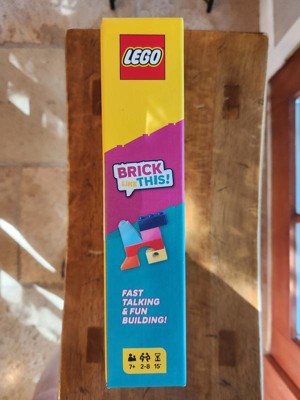 LEGO
BRICK
LIKE THIS!
FAST
TALKING
& FUN
BUILDING!
7+ 2-8 15'